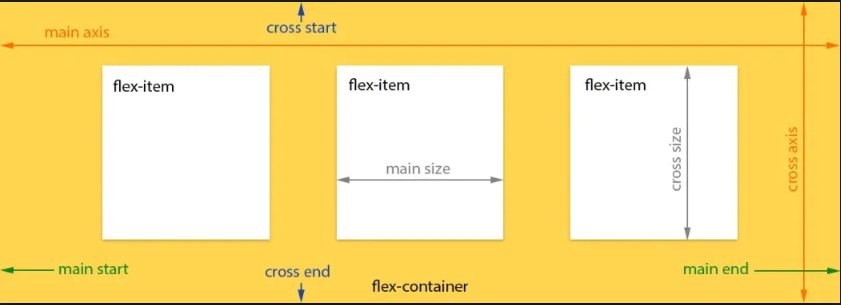 cross start
main axis
flex-item
flex-item
flex-item
main size
cross size
cross axis
main start
cross end
main end
flex-container